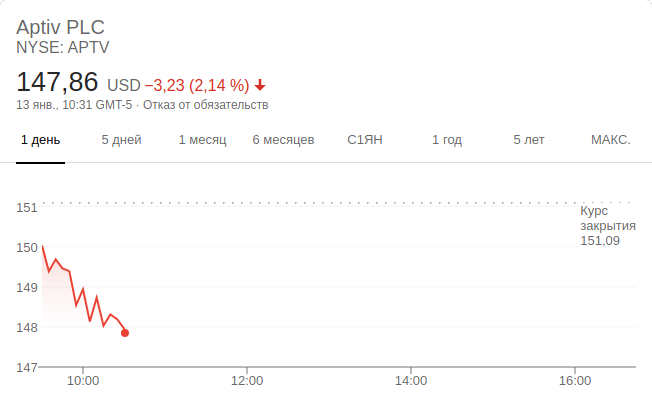 Aptiv PLC
NYSE: APTV
147,86 USD −3,23 (2,14 %)
13 янв., 10:31 GMT-5 · Отказ от обязательств
1 день 5 дней 1 месяц 6 месяцев С1ЯН 1 год 5 лет МАКС.
151
Курс
закрытия
151,09
150
149
148
147
10:00 12:00 14:00 16:00